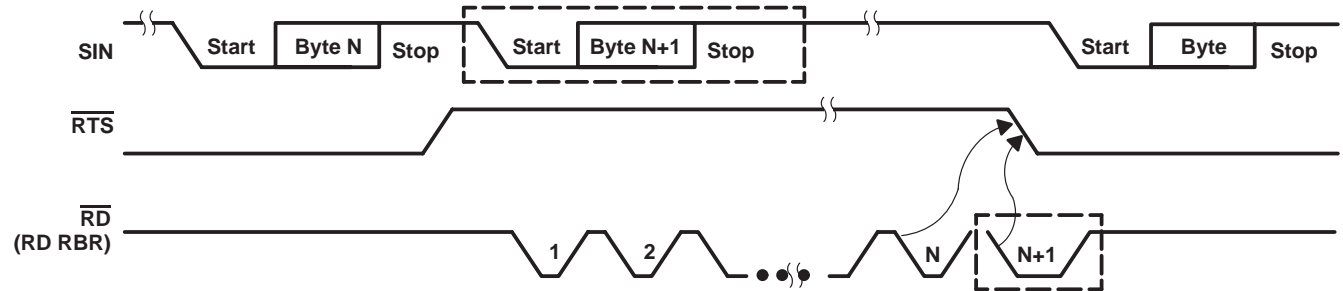 SIN
Start
Byte N
Stop
Start
Byte N+1
Stop
Start
Byte
Stop
RTS
RD
(RD RBR)
1
2
N
N+1